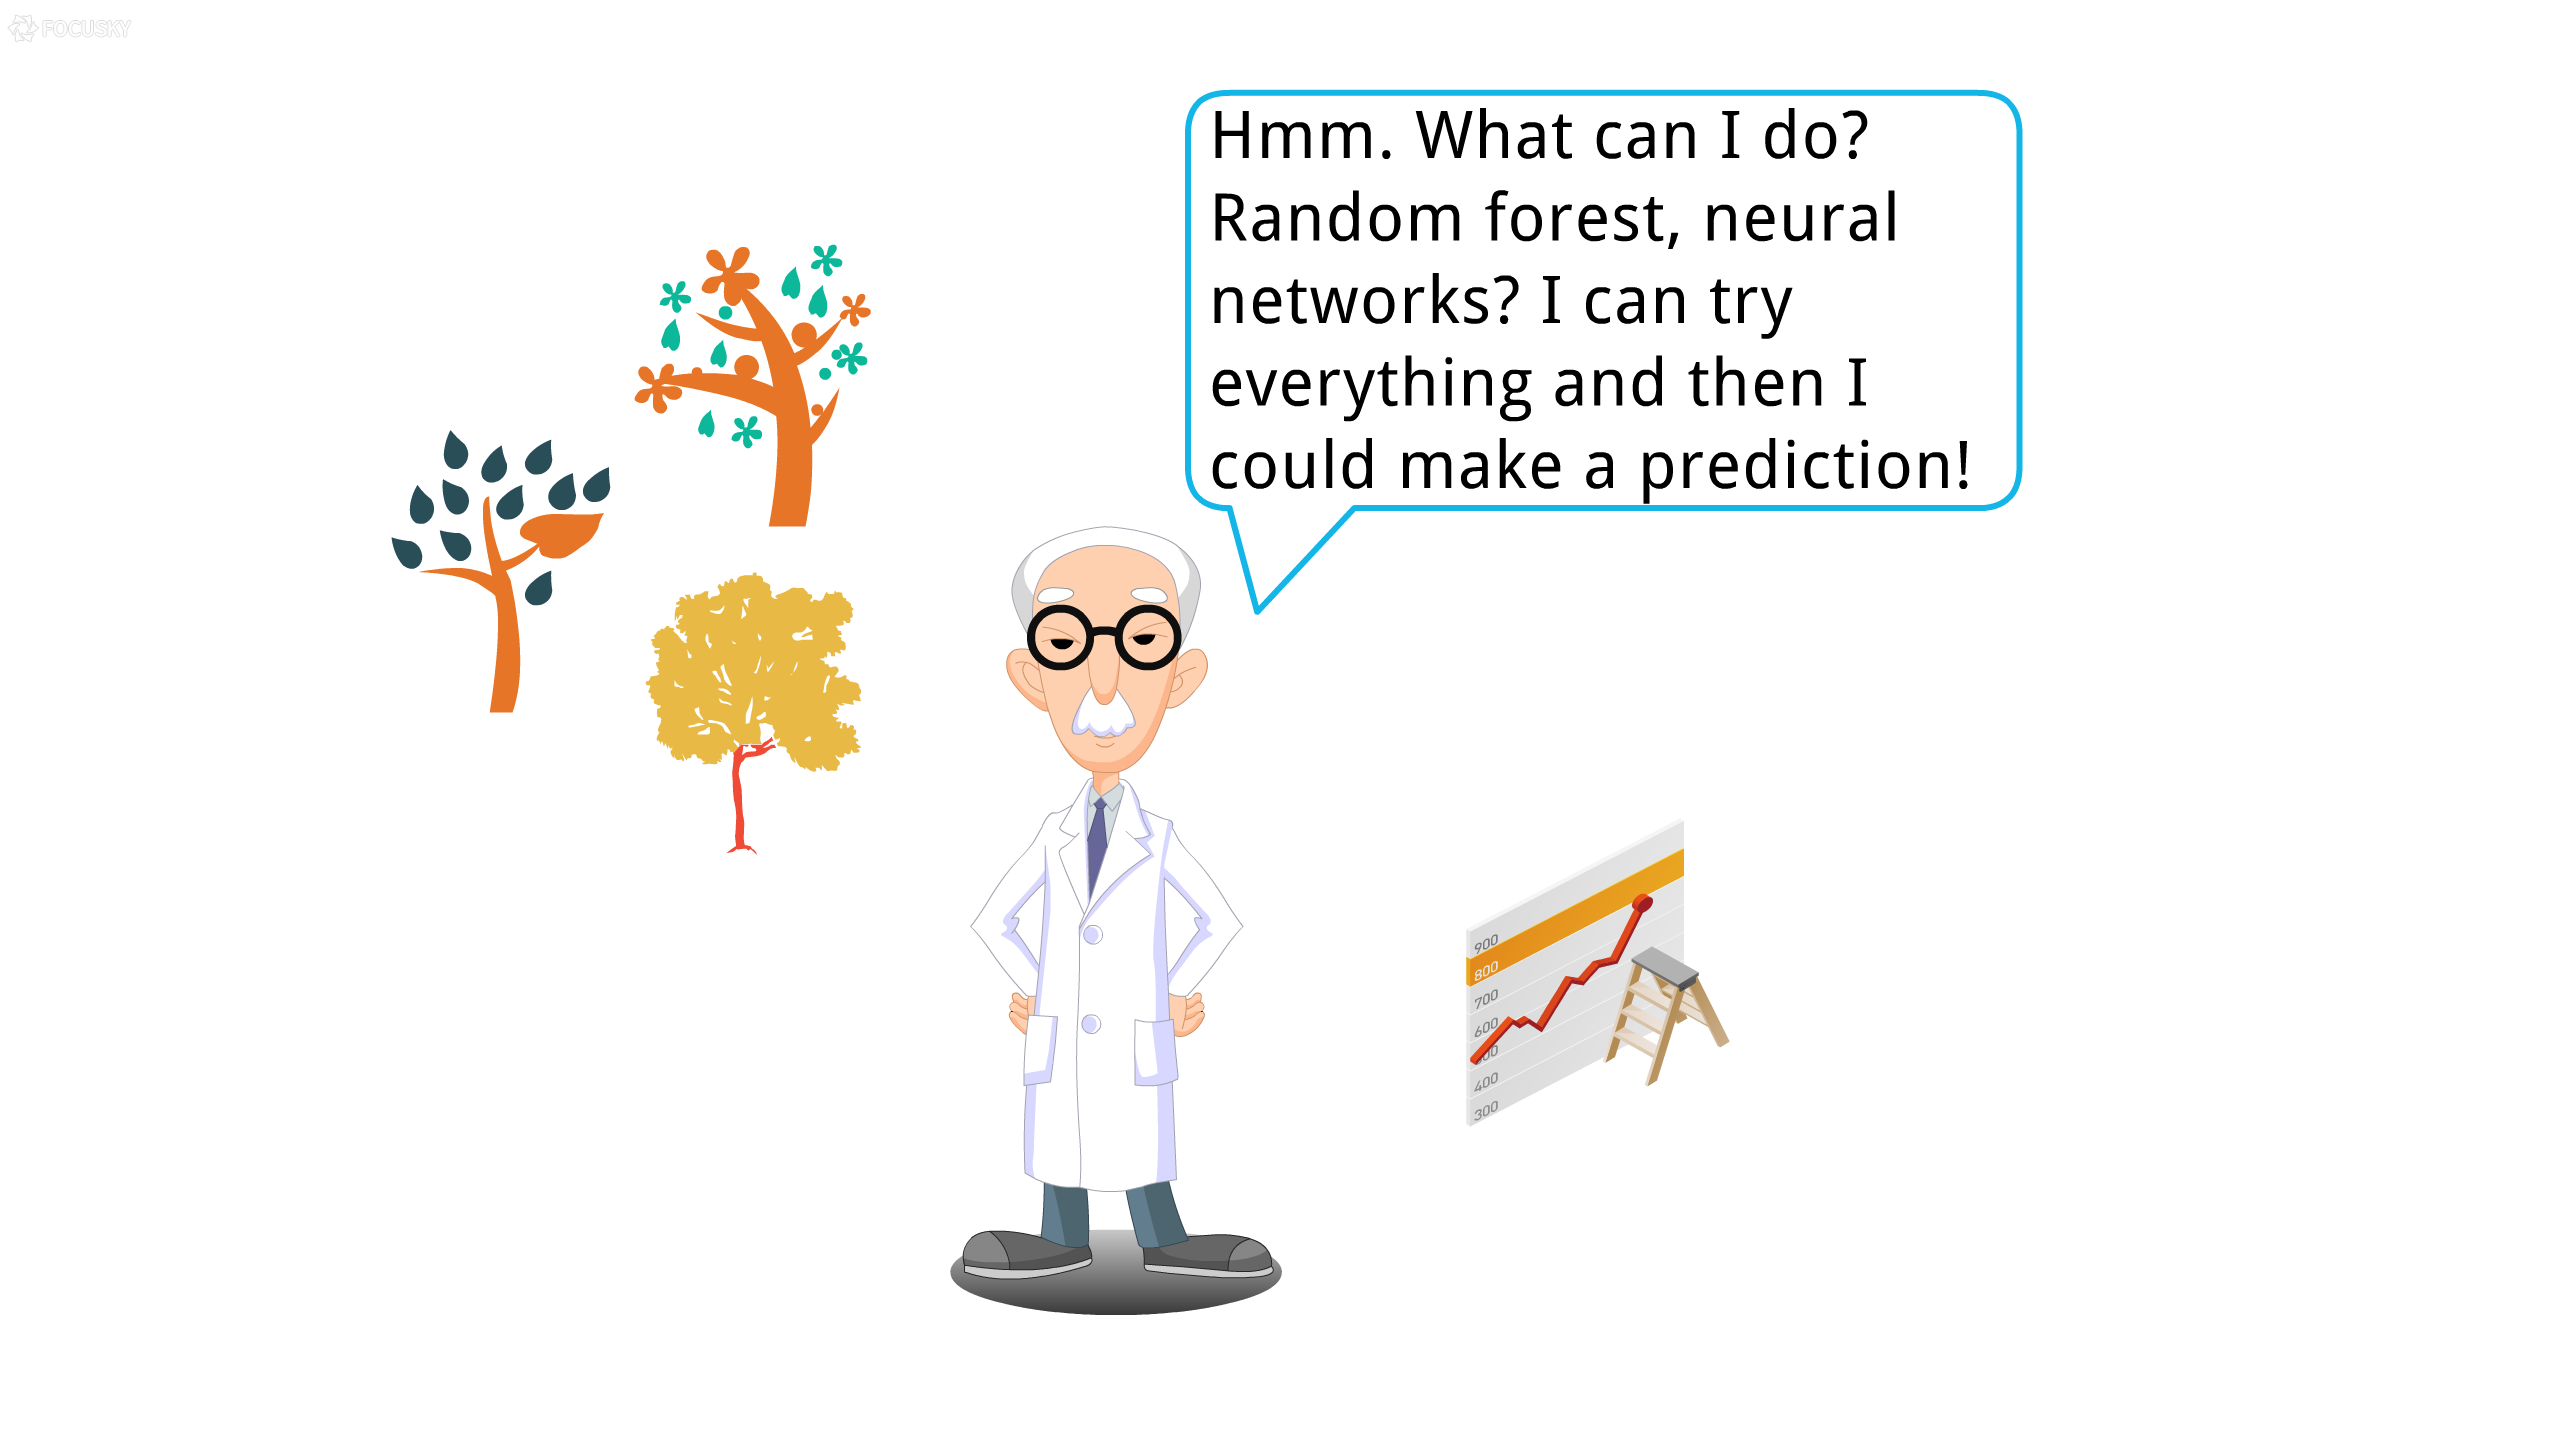 FOCUSKY
Hmm. What can I do?
Random forest, neural
networks? I can try
everything and then I
could make a prediction!
900
800
700
600
400
300